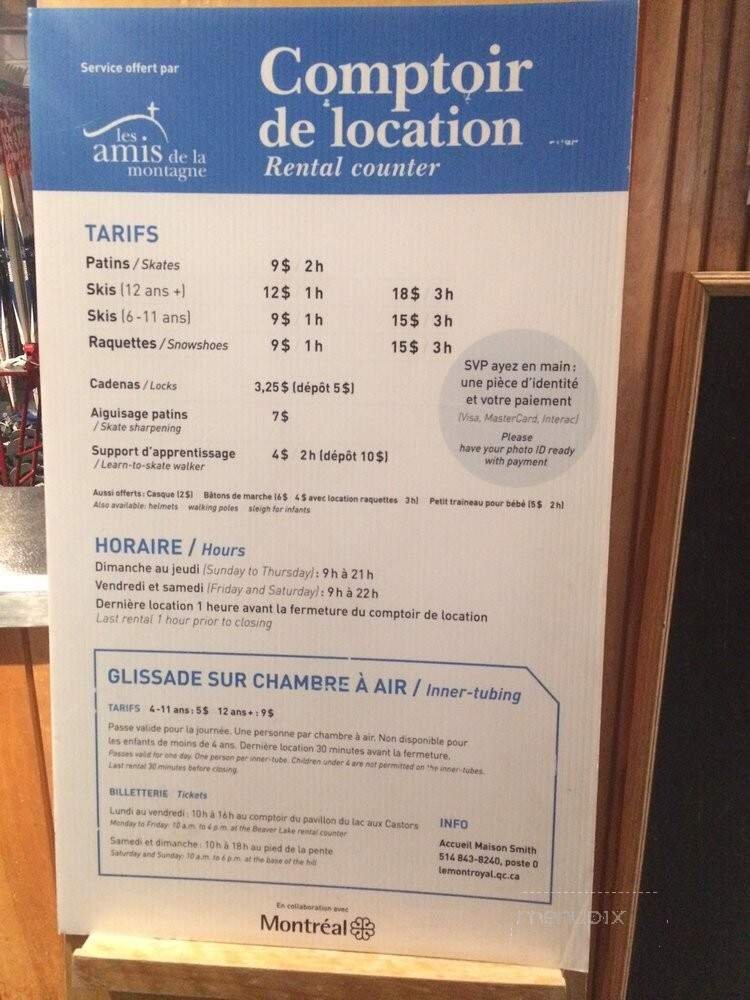 Service offert par
les
amis de la
montagne
Comptoir
de location
Rental counter
TARIFS
Patins / Skates 9$ 2h
Skis (12 ans +) 12$ 1h 18$ 3h
Skis (6-11 ans) 9$ 1h 15$ 3h
Raquettes / Snowshoes 9$ 1h 15$ 3h
Cadenas / Locks 3,25$ (dépôt 5$)
Aiguisage patins 7$
/ Skate sharpening
Support d'apprentissage 4$ 2h (dépôt 10$)
/ Learn-to-skate walker
SVP ayez en main :
une pièce d'identité
et votre paiement
(Visa, MasterCard, Interac)
Please
have your photo ID ready
with payment
Aussi offerts : Casque (2$) Bâtons de marche (6$ 4$ avec location raquettes 3h) Petit traineau pour bébé (5$ 2h)
Also available: helmets walking poles sleigh for infants
HORAIRE / Hours
Dimanche au jeudi (Sunday to Thursday) : 9h à 21h
Vendredi et samedi (Friday and Saturday) : 9h à 22h
Dernière location 1 heure avant la fermeture du comptoir de location
Last rental 1 hour prior to closing
GLISSADE SUR CHAMBRE À AIR / Inner-tubing
TARIFS 4-11 ans : 5$ 12 ans + : 9$
Passe valide pour la journée. Une personne par chambre à air. Non disponible pour
les enfants de moins de 4 ans. Dernière location 30 minutes avant la fermeture.
Passes valid for one day. One person per inner-tube. Children under 4 are not permitted on the inner-tubes.
Last rental 30 minutes before closing.
BILLETTERIE Tickets
Lundi au vendredi : 10h à 16h au comptoir du pavillon du lac aux Castors
Monday to Friday: 10 a.m. to 4 p.m. at the Beaver Lake rental counter
Samedi et dimanche : 10h à 18h au pied de la pente
Saturday and Sunday: 10 a.m. to 6 p.m. at the base of the hill
INFO
Accueil Maison Smith
514 843-8240, poste 0
lemontroyal.qc.ca
En collaboration avec
Montréal
menupix